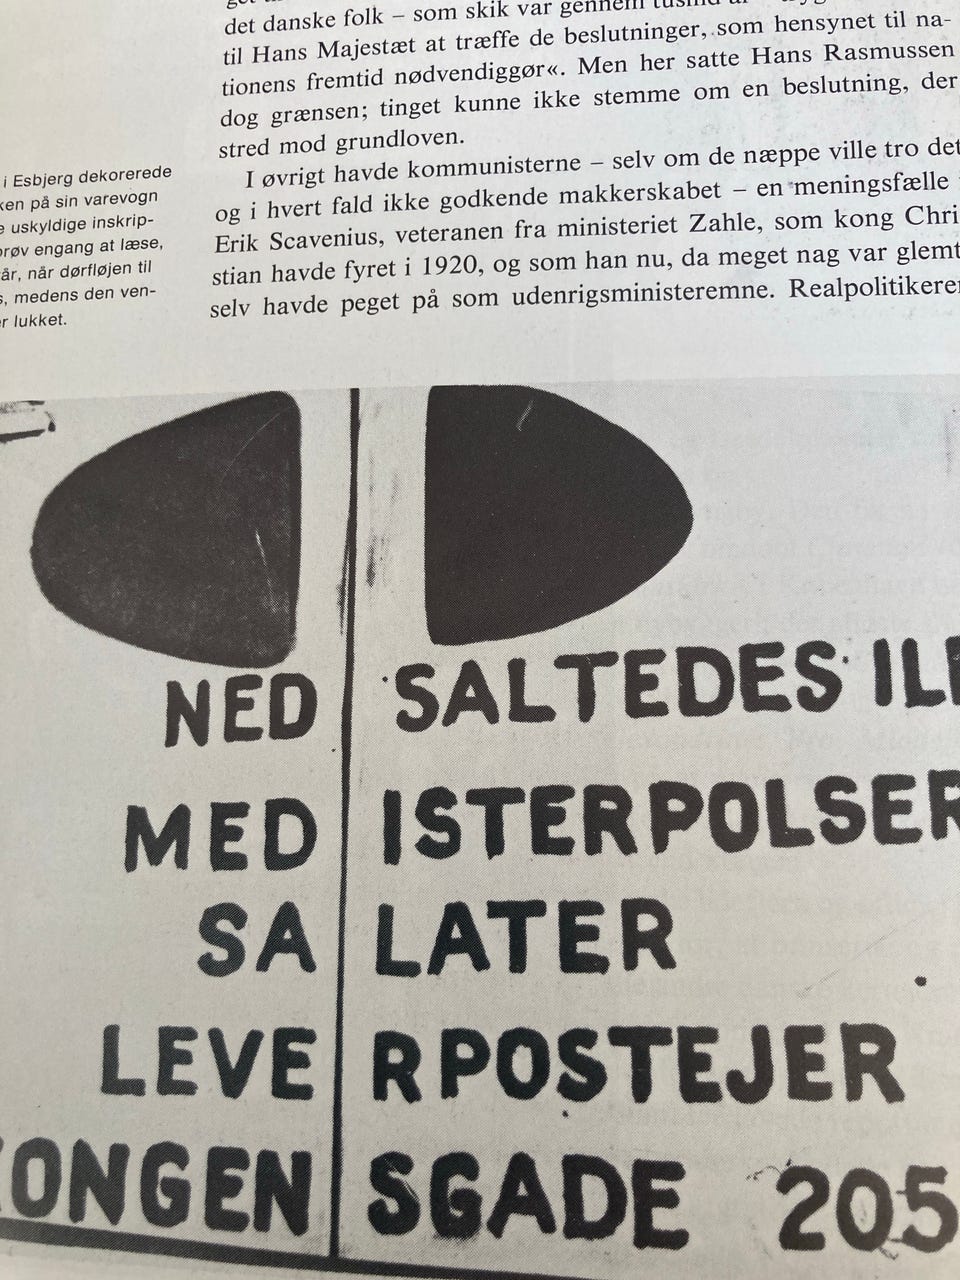 det danske folk – som skik var gennem
til Hans Majestæt at træffe de beslutninger, som hensynet til na-
tionens fremtid nødvendiggør«. Men her satte Hans Rasmussen
dog grænsen; tinget kunne ikke stemme om en beslutning, der
stred mod grundloven.
I øvrigt havde kommunisterne – selv om de næppe ville tro det
og i hvert fald ikke godkende makkerskabet – en meningsfælle
Erik Scavenius, veteranen fra ministeriet Zahle, som kong Chri
stian havde fyret i 1920, og som han nu, da meget nag var glemt
selv havde peget på som udenrigsministeremne. Realpolitikeren
i Esbjerg dekorerede
ken på sin varevogn
e uskyldige inskrip-
prøv engang at læse,
år, når dørfløjen til
s, medens den ven-
er lukket.
NED SALTEDES IL
MED ISTERPOLSER
SA LATER
LEVE RPOSTEJER
KONGEN SGADE 205